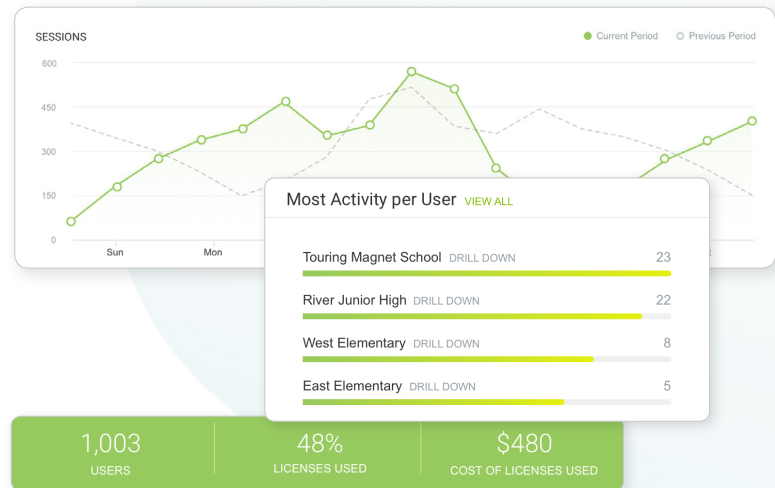 SESSIONS
Current Period
Previous Period
600
450
300
150
0
Sun
Mon
Most Activity per User VIEW ALL
Touring Magnet School DRILL DOWN 23
River Junior High DRILL DOWN 22
West Elementary DRILL DOWN 8
East Elementary DRILL DOWN 5
1,003
USERS
48%
LICENSES USED
$480
COST OF LICENSES USED